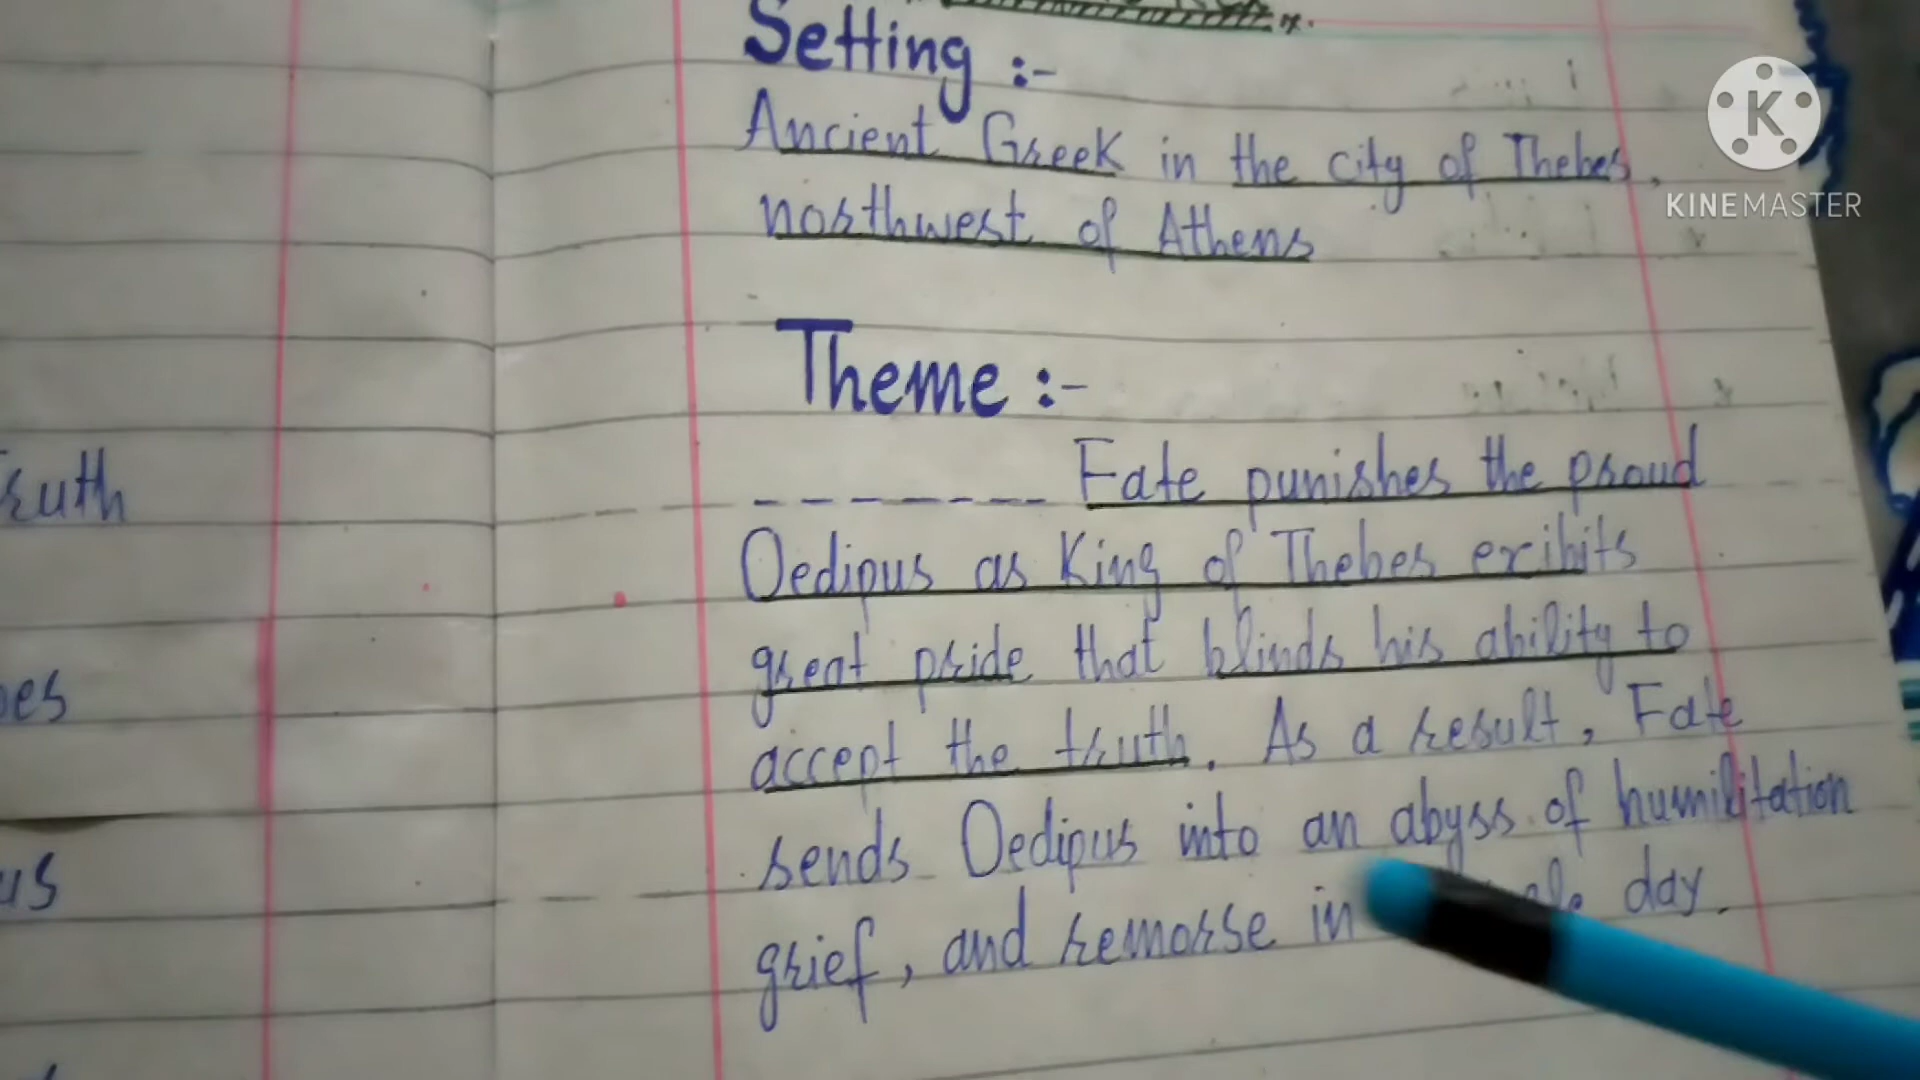 Setting :-
Ancient Greek in the city of Thebes,
northwest of Athens
Theme :-
Fate punishes the proud
Oedipus as King of Thebes exibits
great pride that blinds his ability to
accept the truth. As a result, Fate
sends Oedipus into an abyss of humilitation
grief, and remorse in day.
K
KINEMASTER